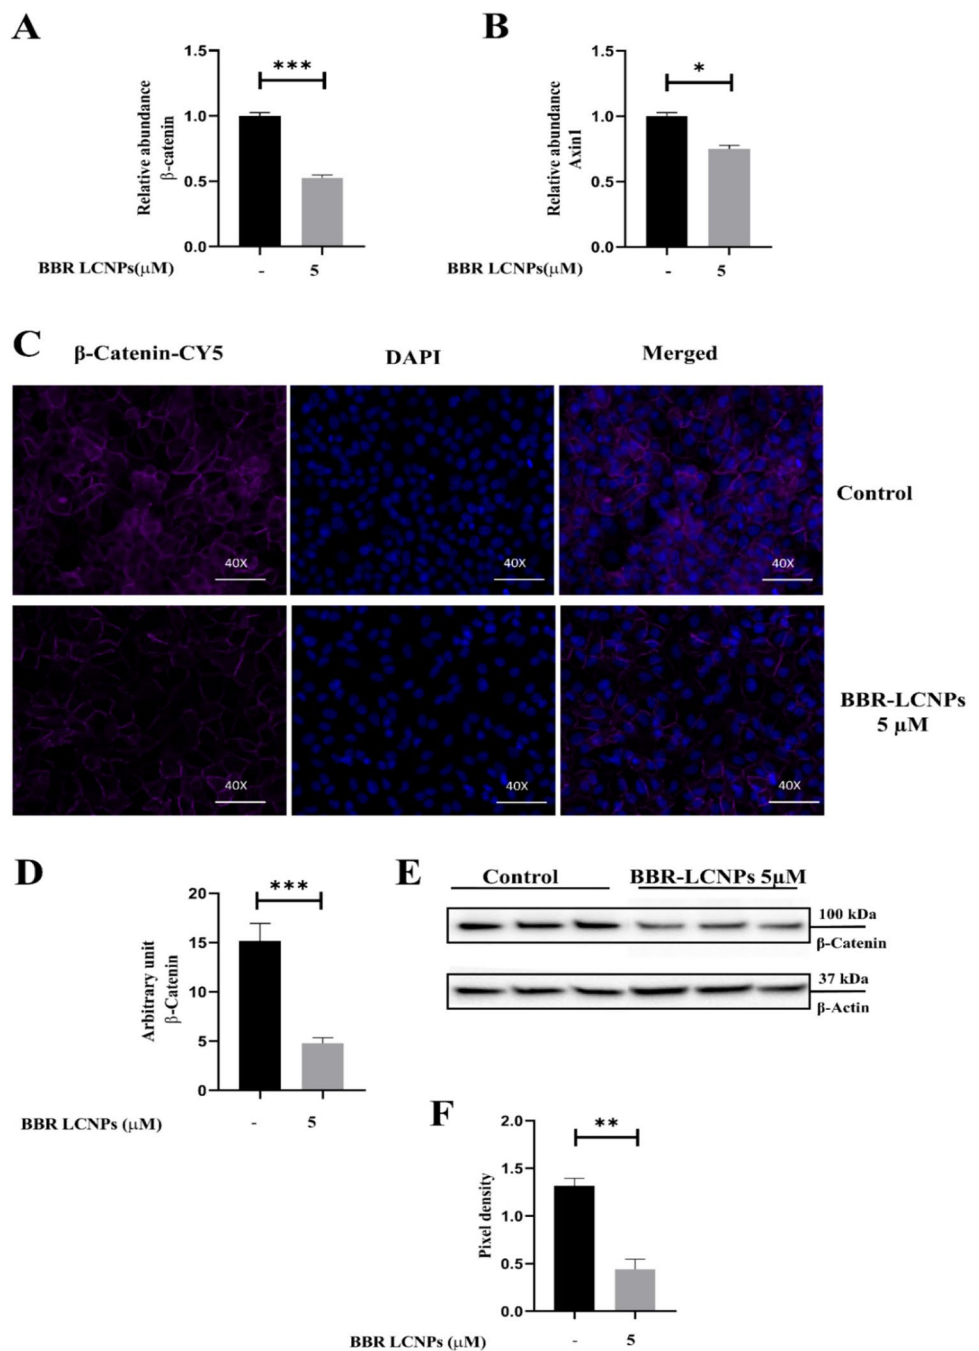 A
1.5
1.0
0.5
0.0
Relative abundance
β-catenin
***
BBR LCNPs(μM)
-
5
B
1.5
1.0
0.5
0.0
Relative abundance
Axin1
*
BBR LCNPs(μM)
-
5
C
β-Catenin-CY5
DAPI
Merged
40X
40X
40X
Control
40X
40X
40X
BBR-LCNPs
5 μM
D
20
15
10
5
0
Arbitrary unit
β-Catenin
***
BBR LCNPs (μM)
-
5
E
Control
BBR-LCNPs 5μM
100 kDa
β-Catenin
37 kDa
β-Actin
F
2.0
1.5
1.0
0.5
0.0
Pixel density
**
BBR LCNPs (μM)
-
5